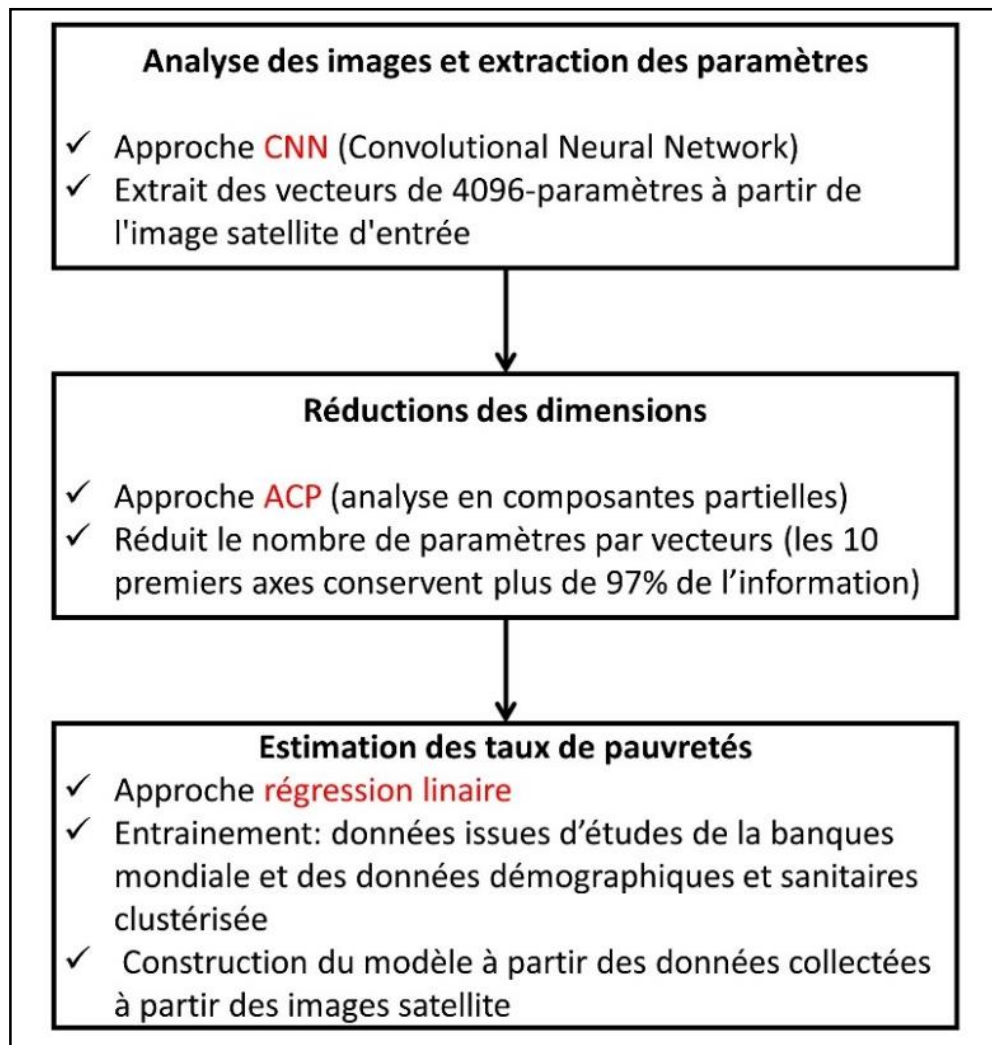 Analyse des images et extraction des paramètres
✓ Approche CNN (Convolutional Neural Network)
✓ Extrait des vecteurs de 4096-paramètres à partir de
l'image satellite d'entrée
Réductions des dimensions
✓ Approche ACP (analyse en composantes partielles)
✓ Réduit le nombre de paramètres par vecteurs (les 10
premiers axes conservent plus de 97% de l’information)
Estimation des taux de pauvretés
✓ Approche régression linaire
✓ Entrainement: données issues d’études de la banques
mondiale et des données démographiques et sanitaires
clustérisée
✓ Construction du modèle à partir des données collectées
à partir des images satellite